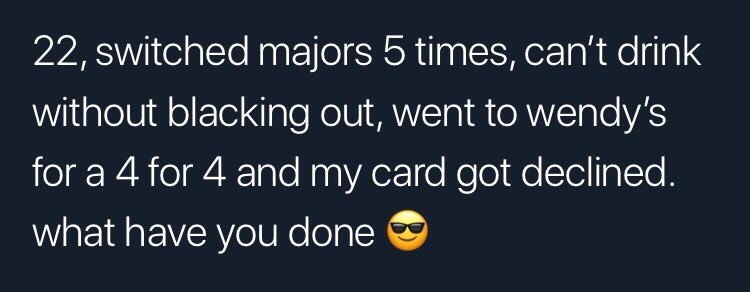 22, switched majors 5 times, can’t drink
without blacking out, went to wendy’s
for a 4 for 4 and my card got declined.
what have you done 😎